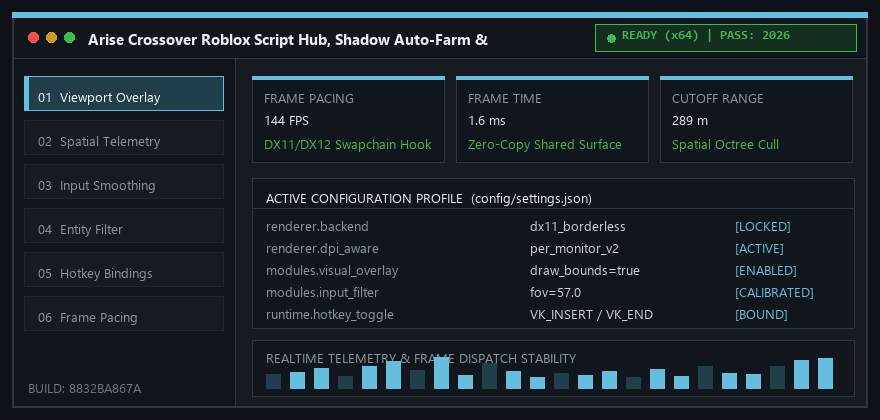 Arise Crossover Roblox Script Hub, Shadow Auto-Farm &
READY (x64) | PASS: 2026
01 Viewport Overlay
02 Spatial Telemetry
03 Input Smoothing
04 Entity Filter
05 Hotkey Bindings
06 Frame Pacing
BUILD: 8832BA867A
FRAME PACING
144 FPS
DX11/DX12 Swapchain Hook
FRAME TIME
1.6 ms
Zero-Copy Shared Surface
CUTOFF RANGE
289 m
Spatial Octree Cull
ACTIVE CONFIGURATION PROFILE (config/settings.json)
renderer.backend dx11_borderless [LOCKED]
renderer.dpi_aware per_monitor_v2 [ACTIVE]
modules.visual_overlay draw_bounds=true [ENABLED]
modules.input_filter fov=57.0 [CALIBRATED]
runtime.hotkey_toggle VK_INSERT / VK_END [BOUND]
REALTIME TELEMETRY & FRAME DISPATCH STABILITY